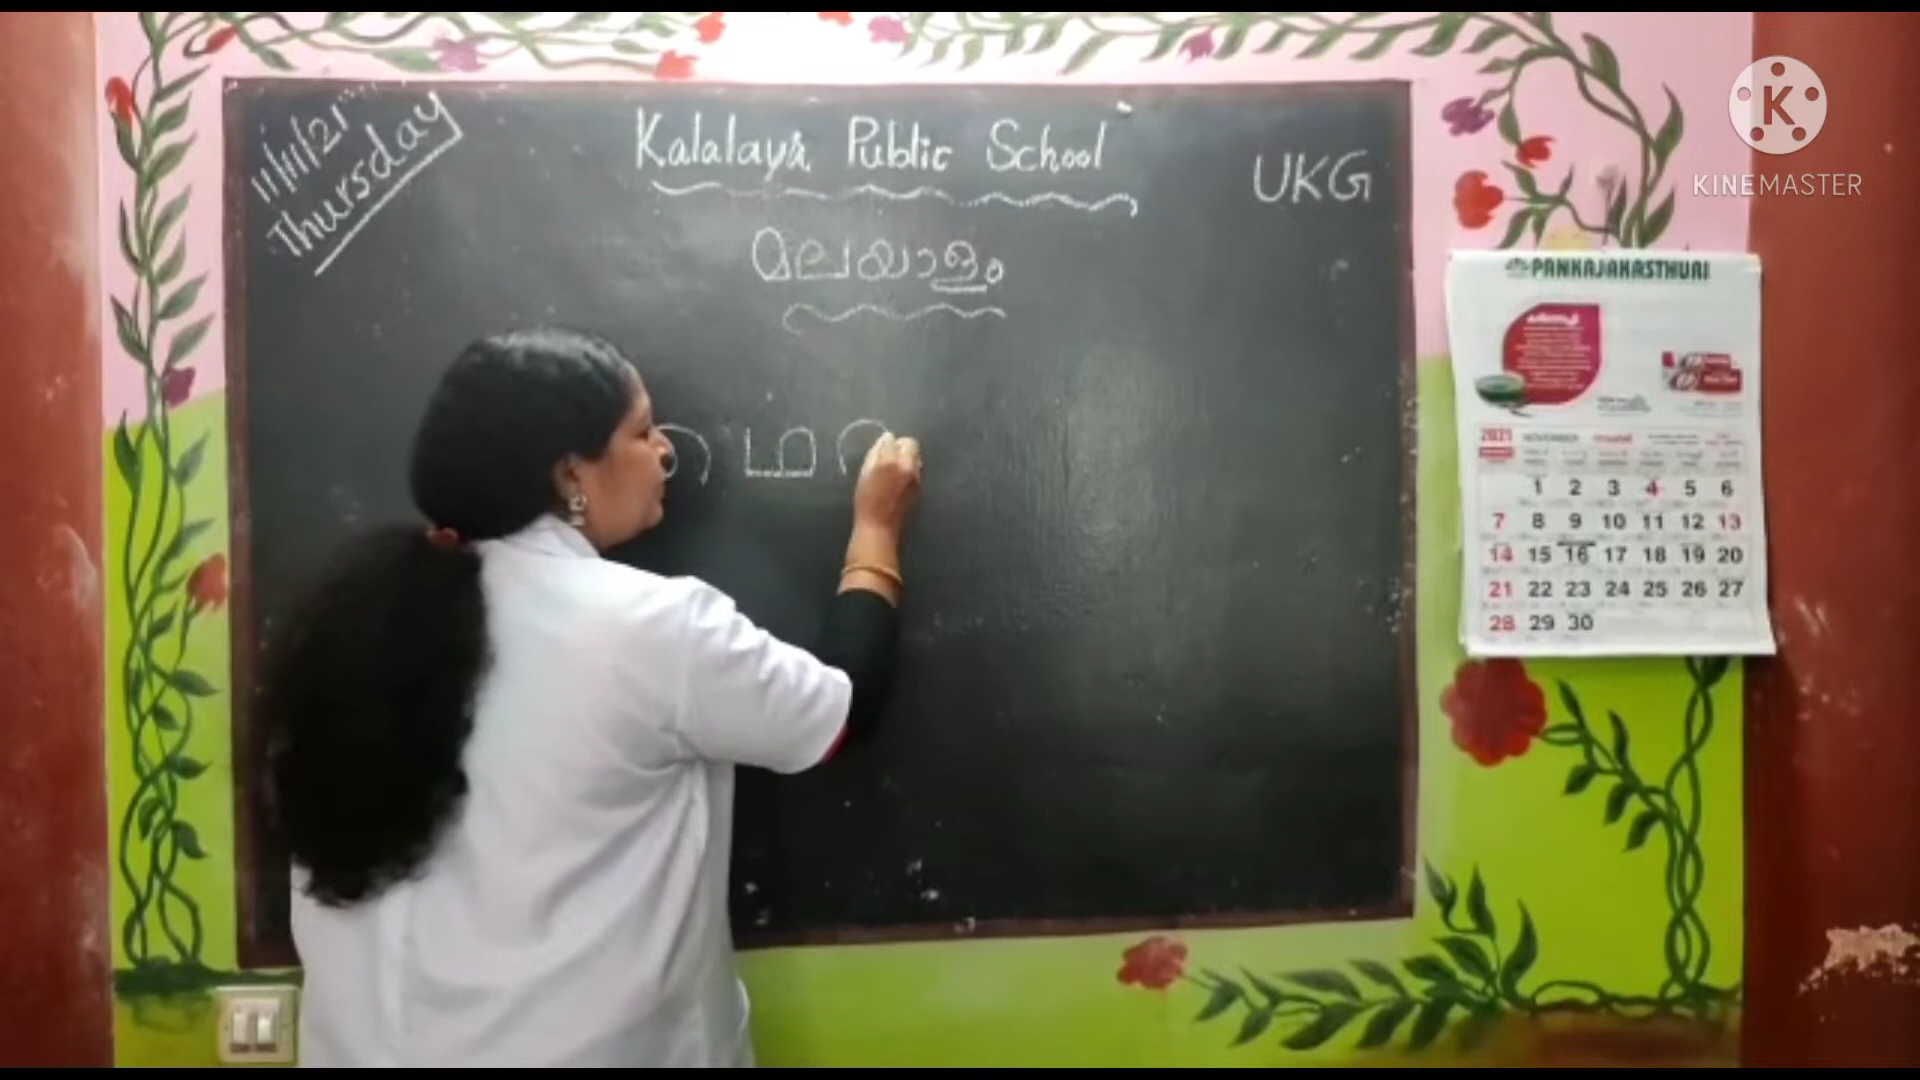 11/11/21
Thursday
Kalalaya Public School
UKG
മലയാളം
ത ഥ
PANKAJAKASTHURI
2021 NOVEMBER
1 2 3 4 5 6
7 8 9 10 11 12 13
14 15 16 17 18 19 20
21 22 23 24 25 26 27
28 29 30
K
KINEMASTER